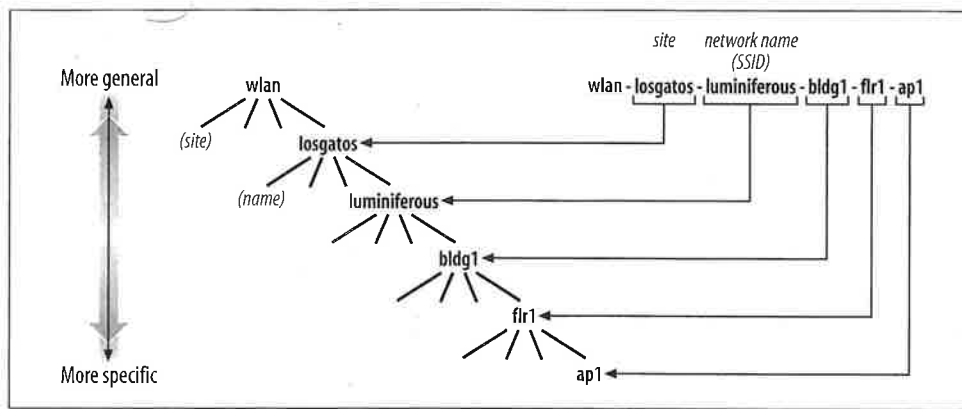 site network name
(SSID)
More general
wlan
wlan - losgatos - luminiferous - bldg1 - flr1 - ap1
(site)
losgatos
(name)
luminiferous
bldg1
flr1
More specific
ap1